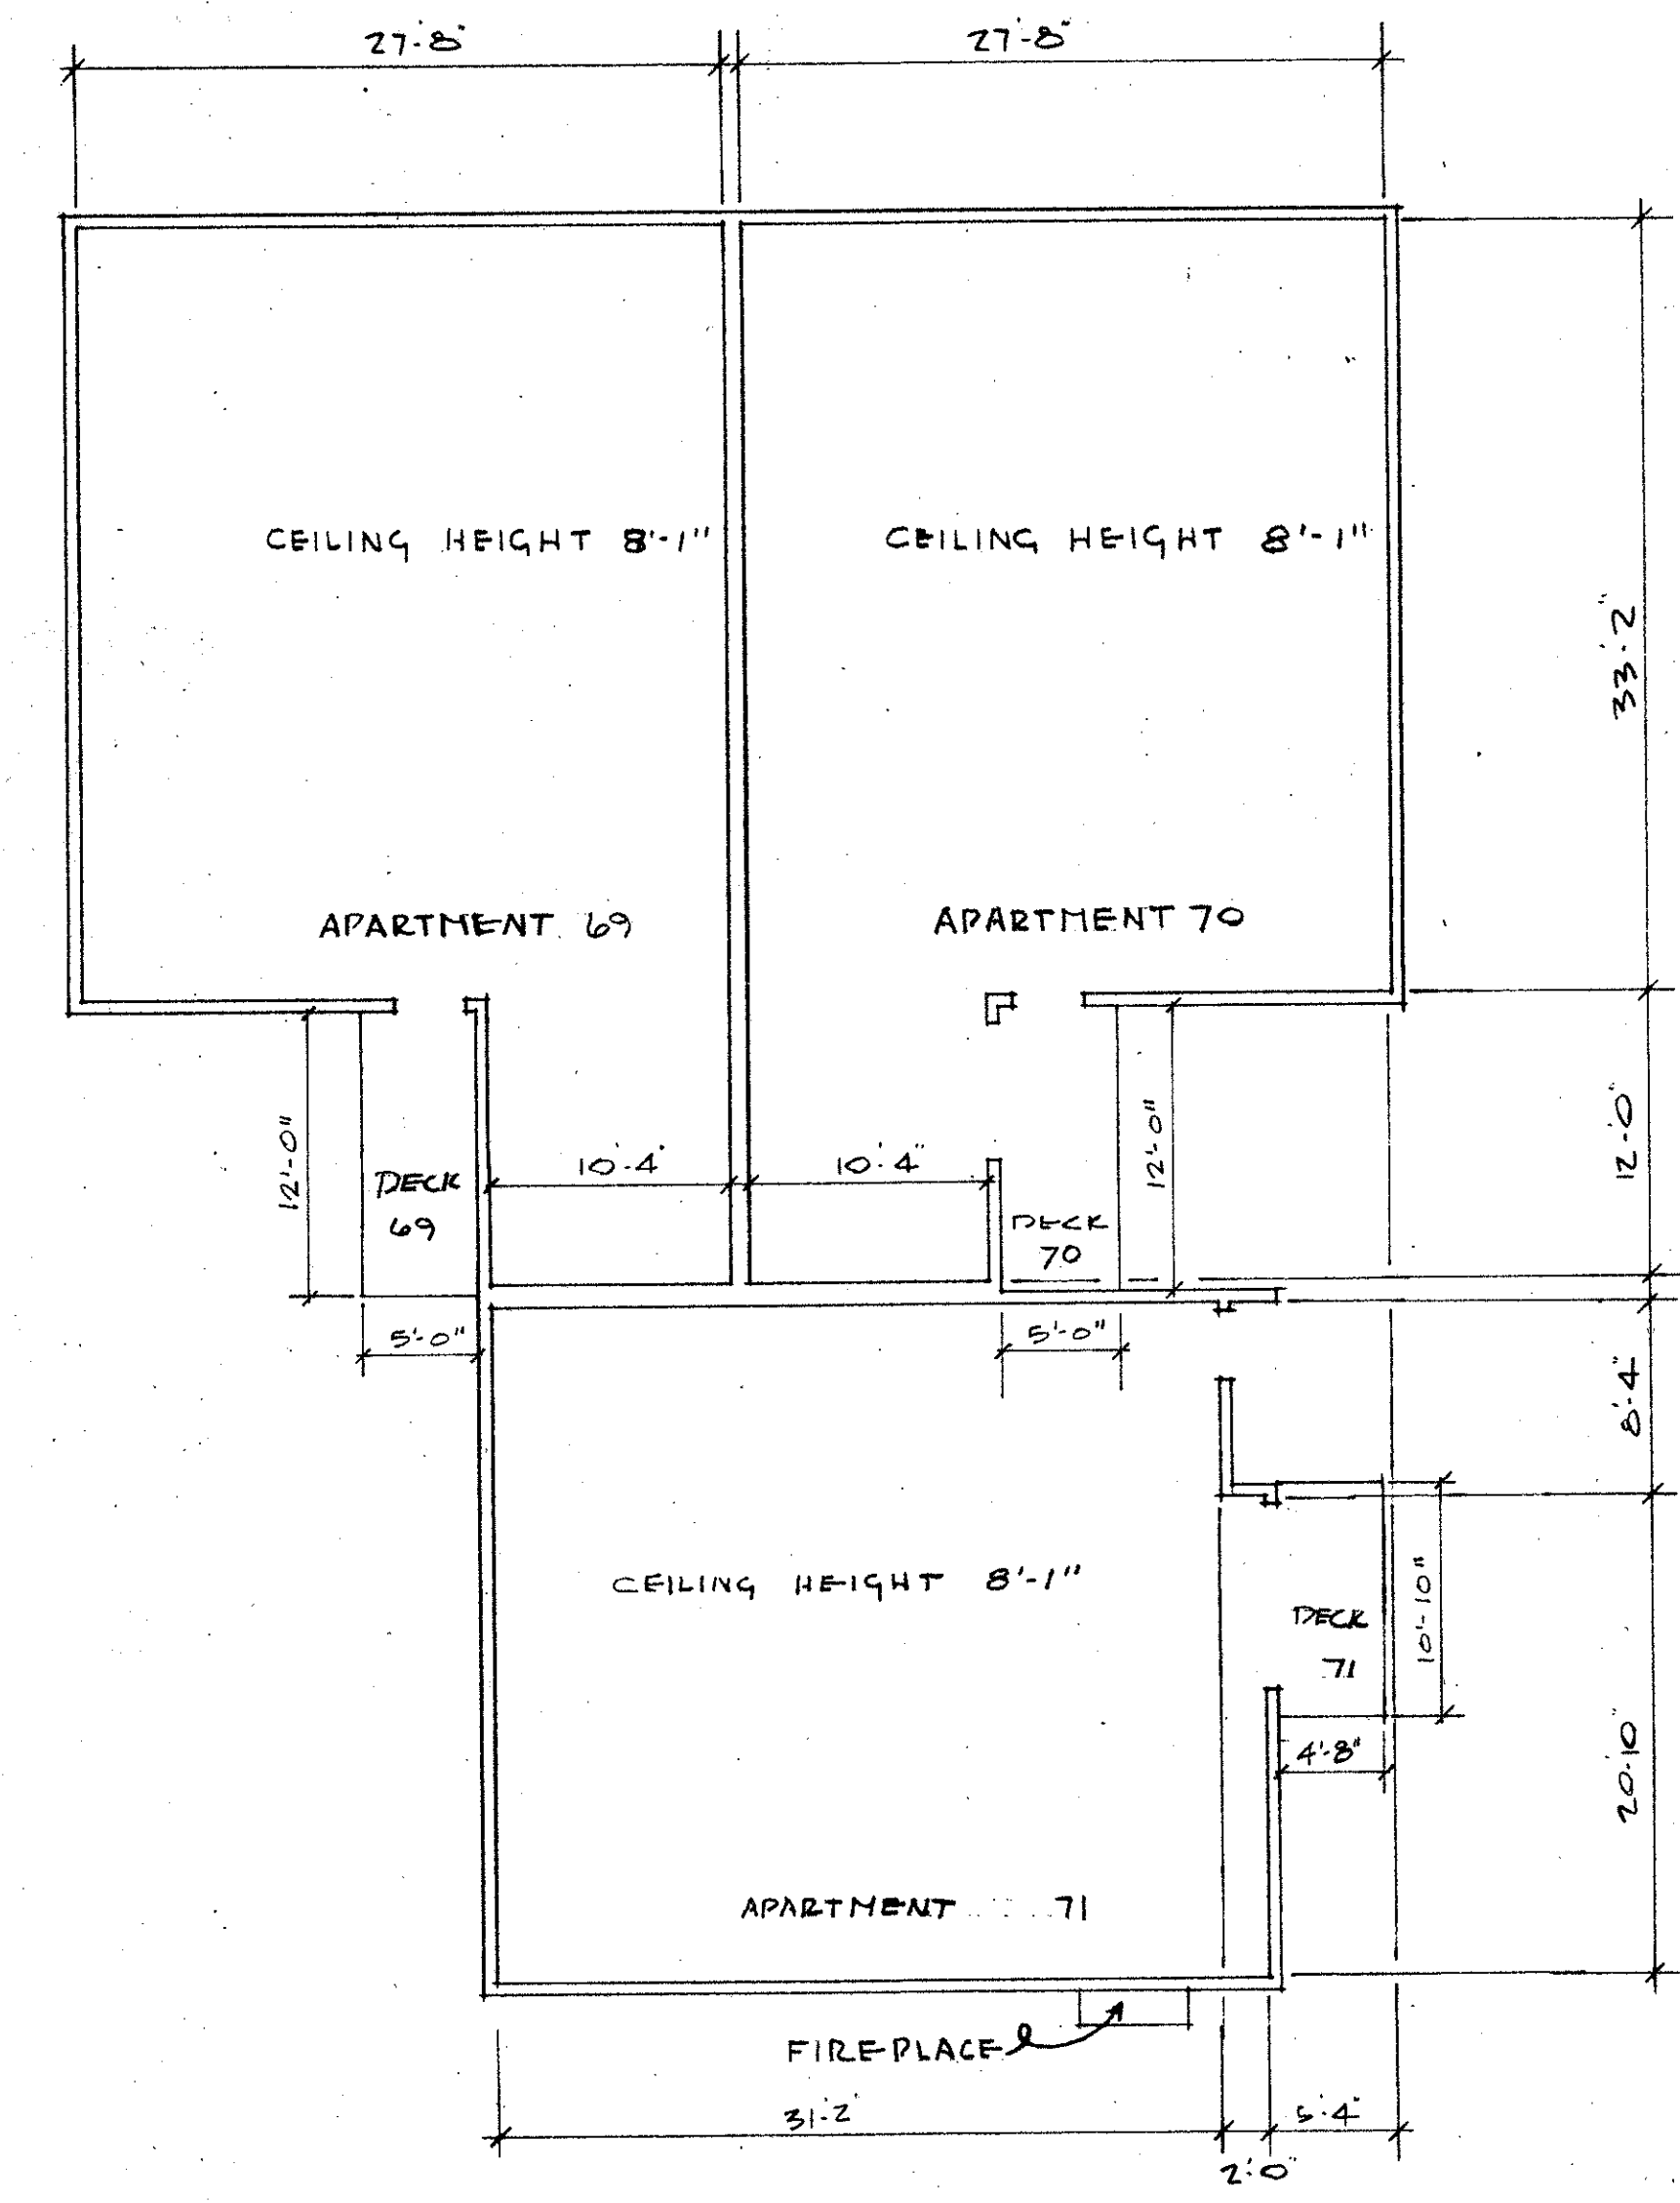 27'-8"
27'-8"
CEILING HEIGHT 8'-1"
CEILING HEIGHT 8'-1"
33'-2"
APARTMENT 69
APARTMENT 70
12'-0"
DECK
69
10'-4"
10'-4"
12'-0"
DECK
70
12'-0"
5'-0"
5'-0"
8'-4"
CEILING HEIGHT 8'-1"
DECK
71
10'-10"
4'-8"
20'-10"
APARTMENT 71
FIREPLACE
31'-2"
5'-4"
2'-0"